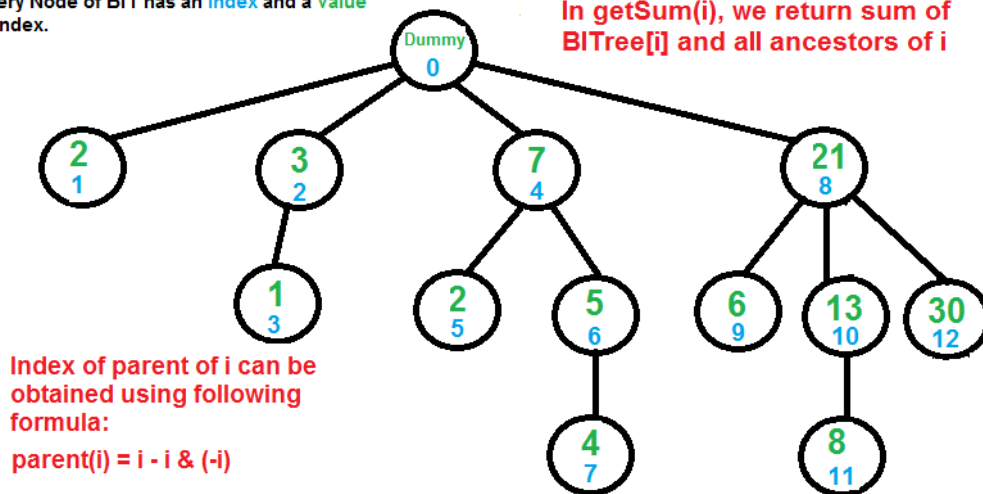 ery Node of BIT has an Index and a Value
ndex.
In getSum(i), we return sum of
BITree[i] and all ancestors of i
Dummy
0
2
1
3
2
7
4
21
8
1
3
2
5
5
6
6
9
13
10
30
12
Index of parent of i can be
obtained using following
formula:
parent(i) = i - i & (-i)
4
7
8
11